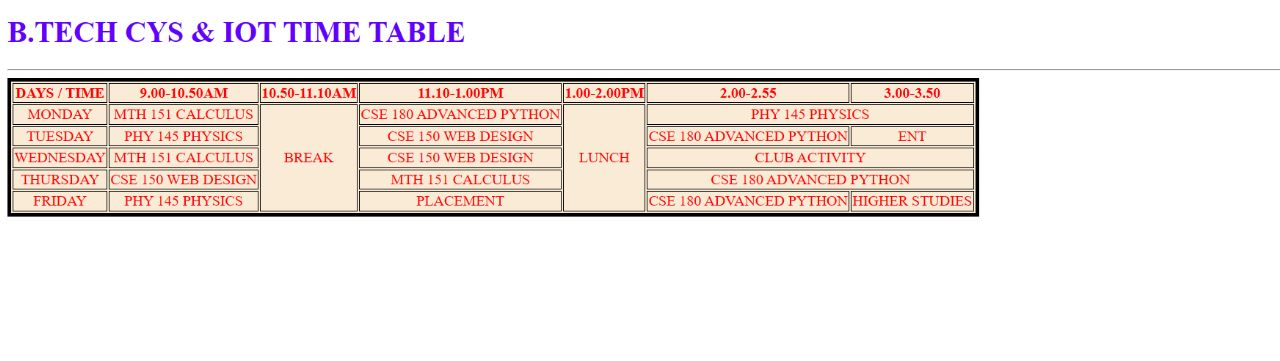 B.TECH CYS & IOT TIME TABLE
DAYS / TIME 9.00-10.50AM 10.50-11.10AM 11.10-1.00PM 1.00-2.00PM 2.00-2.55 3.00-3.50
MONDAY MTH 151 CALCULUS CSE 180 ADVANCED PYTHON PHY 145 PHYSICS
TUESDAY PHY 145 PHYSICS CSE 150 WEB DESIGN CSE 180 ADVANCED PYTHON ENT
WEDNESDAY MTH 151 CALCULUS BREAK CSE 150 WEB DESIGN LUNCH CLUB ACTIVITY
THURSDAY CSE 150 WEB DESIGN MTH 151 CALCULUS CSE 180 ADVANCED PYTHON
FRIDAY PHY 145 PHYSICS PLACEMENT CSE 180 ADVANCED PYTHON HIGHER STUDIES